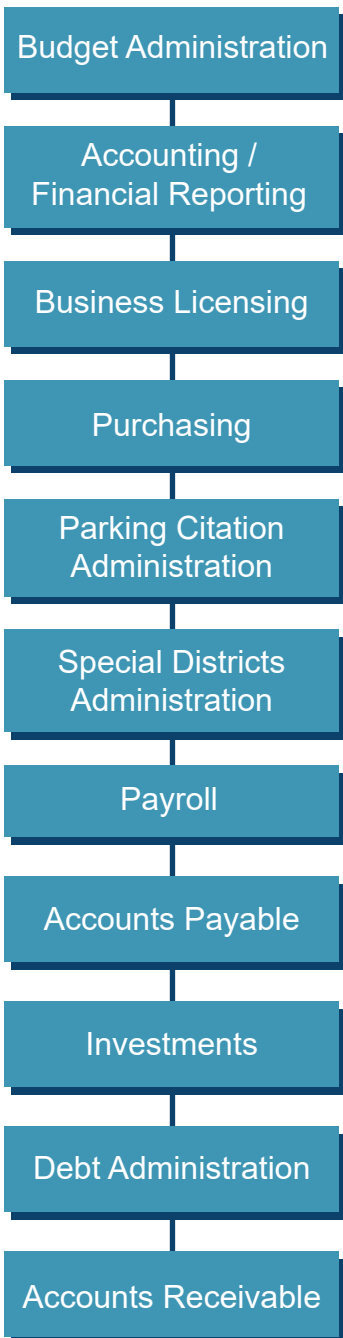 Budget Administration
Accounting /
Financial Reporting
Business Licensing
Purchasing
Parking Citation
Administration
Special Districts
Administration
Payroll
Accounts Payable
Investments
Debt Administration
Accounts Receivable